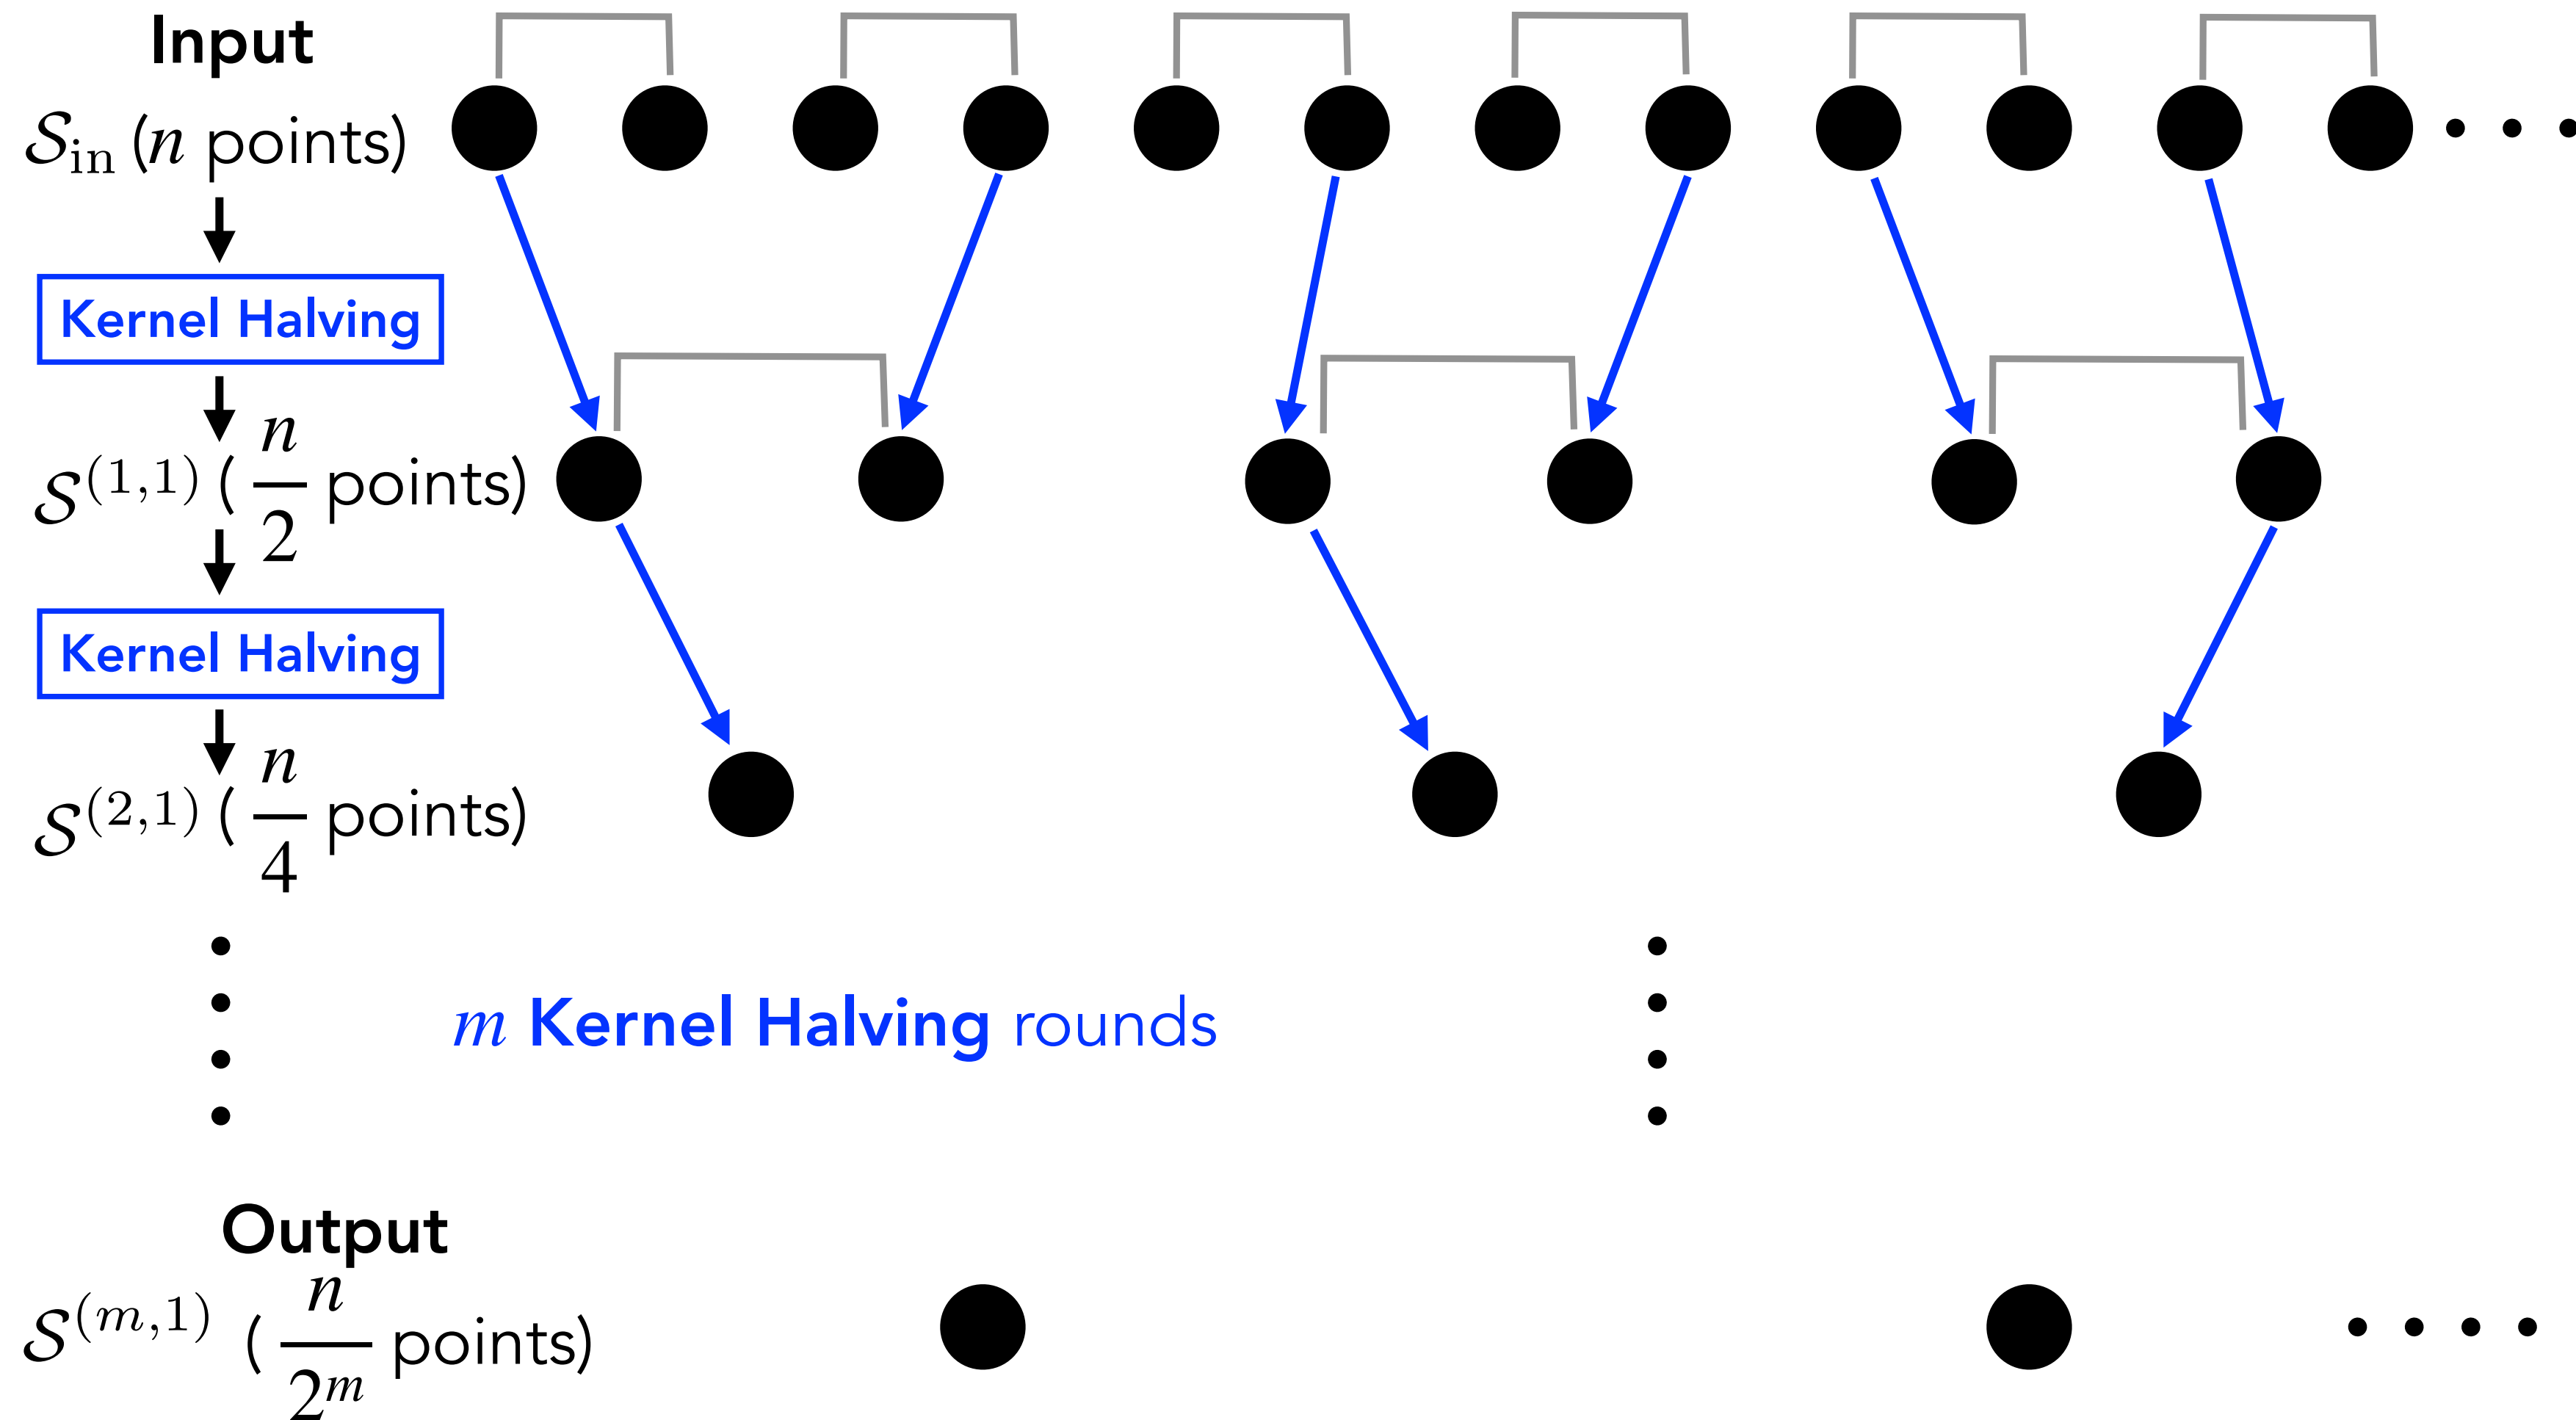 Input
𝒮_in (n points)
Kernel Halving
𝒮^(1,1) (n/2 points)
Kernel Halving
𝒮^(2,1) (n/4 points)
m Kernel Halving rounds
Output
𝒮^(m,1) (n/2^m points)